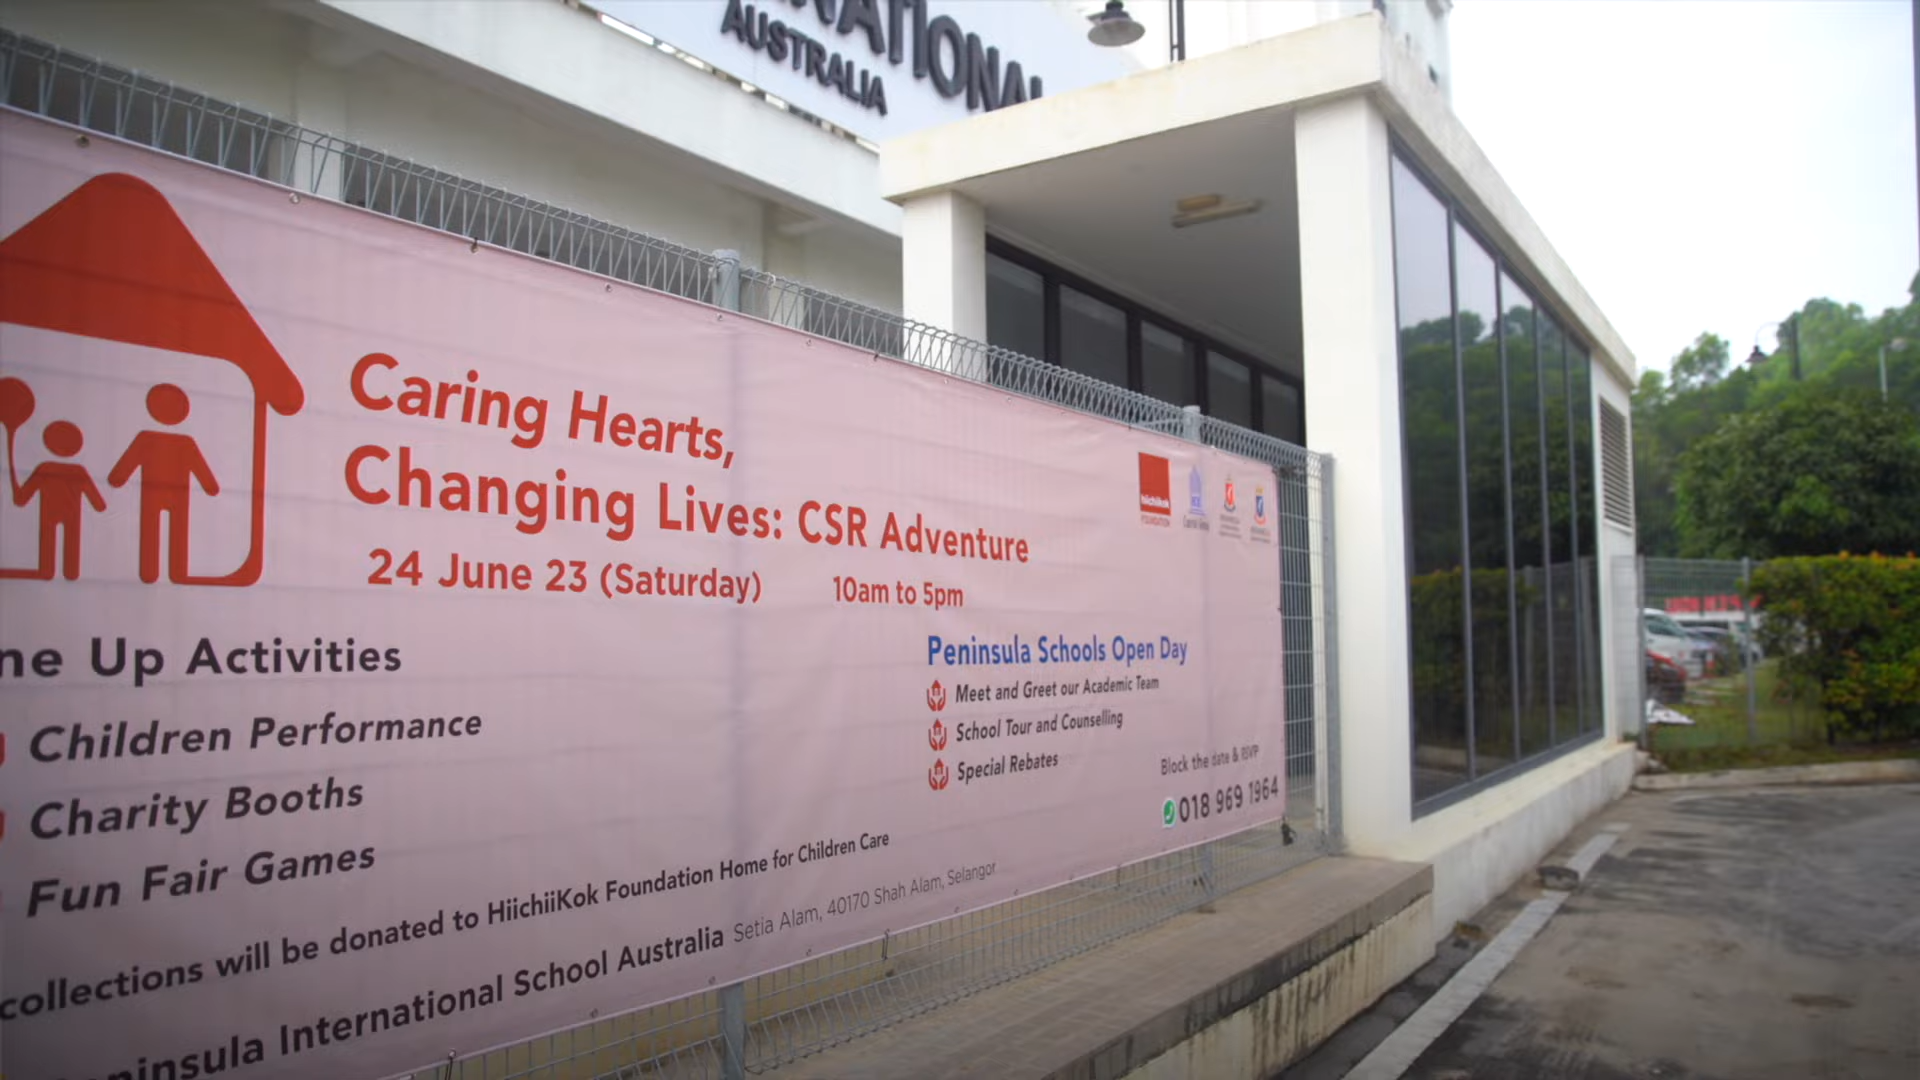 NATIONAL
AUSTRALIA
Caring Hearts,
Changing Lives: CSR Adventure
24 June 23 (Saturday) 10am to 5pm
ne Up Activities
Children Performance
Charity Booths
Fun Fair Games
collections will be donated to HiichiiKok Foundation Home for Children Care
ninsula International School Australia Setia Alam, 40170 Shah Alam, Selangor
hiichiikok
FOUNDATION
Peninsula Schools Open Day
Meet and Greet our Academic Team
School Tour and Counselling
Special Rebates
Block the date & RSVP
018 969 1964